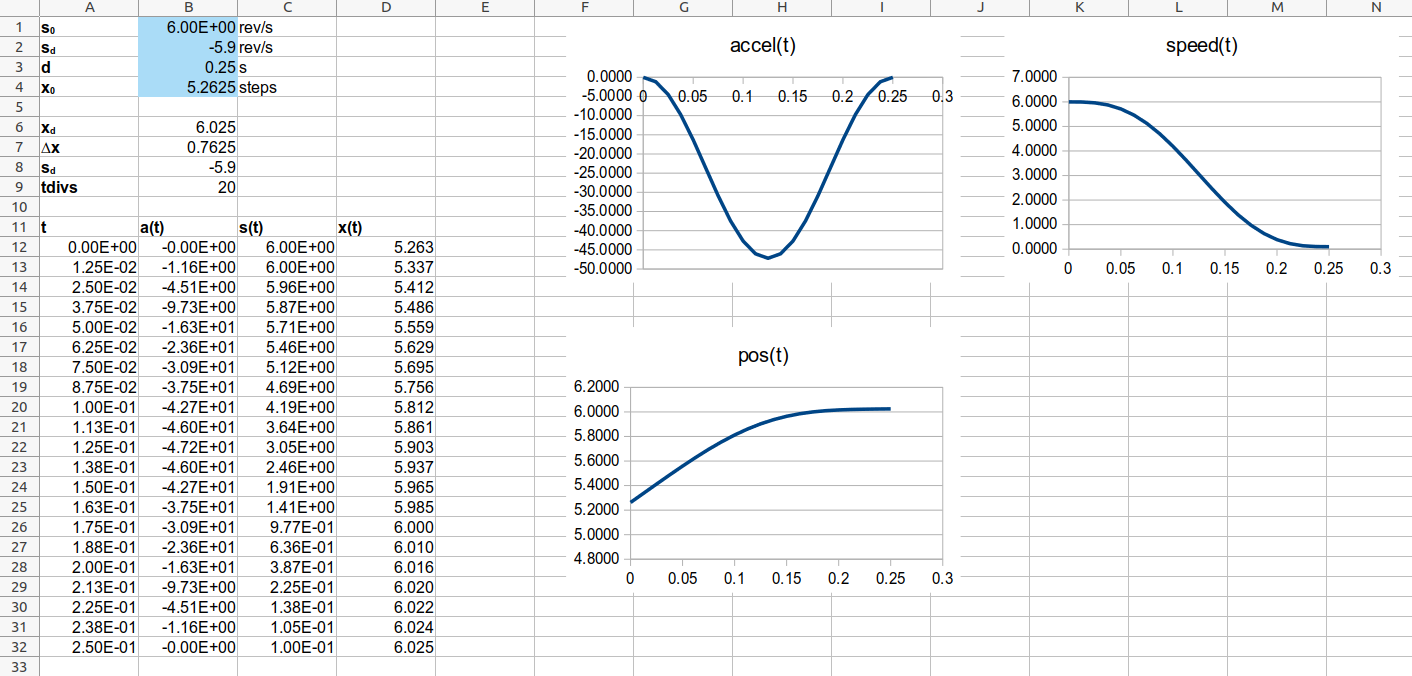 A B C D E F G H I J K L M N
1 s₀ 6.00E+00 rev/s
2 s_d -5.9 rev/s
3 d 0.25 s
4 x₀ 5.2625 steps
5
6 x_d 6.025
7 Δx 0.7625
8 s_d -5.9
9 tdivs 20
10
11 t a(t) s(t) x(t)
12 0.00E+00 -0.00E+00 6.00E+00 5.263
13 1.25E-02 -1.16E+00 6.00E+00 5.337
14 2.50E-02 -4.51E+00 5.96E+00 5.412
15 3.75E-02 -9.73E+00 5.87E+00 5.486
16 5.00E-02 -1.63E+01 5.71E+00 5.559
17 6.25E-02 -2.36E+01 5.46E+00 5.629
18 7.50E-02 -3.09E+01 5.12E+00 5.695
19 8.75E-02 -3.75E+01 4.69E+00 5.756
20 1.00E-01 -4.27E+01 4.19E+00 5.812
21 1.13E-01 -4.60E+01 3.64E+00 5.861
22 1.25E-01 -4.72E+01 3.05E+00 5.903
23 1.38E-01 -4.60E+01 2.46E+00 5.937
24 1.50E-01 -4.27E+01 1.91E+00 5.965
25 1.63E-01 -3.75E+01 1.41E+00 5.985
26 1.75E-01 -3.09E+01 9.77E-01 6.000
27 1.88E-01 -2.36E+01 6.36E-01 6.010
28 2.00E-01 -1.63E+01 3.87E-01 6.016
29 2.13E-01 -9.73E+00 2.25E-01 6.020
30 2.25E-01 -4.51E+00 1.38E-01 6.022
31 2.38E-01 -1.16E+00 1.05E-01 6.024
32 2.50E-01 -0.00E+00 1.00E-01 6.025
33
accel(t)
0.0000
-5.0000
-10.0000
-15.0000
-20.0000
-25.0000
-30.0000
-35.0000
-40.0000
-45.0000
-50.0000
0 0.05 0.1 0.15 0.2 0.25 0.3
speed(t)
7.0000
6.0000
5.0000
4.0000
3.0000
2.0000
1.0000
0.0000
0 0.05 0.1 0.15 0.2 0.25 0.3
pos(t)
6.2000
6.0000
5.8000
5.6000
5.4000
5.2000
5.0000
4.8000
0 0.05 0.1 0.15 0.2 0.25 0.3